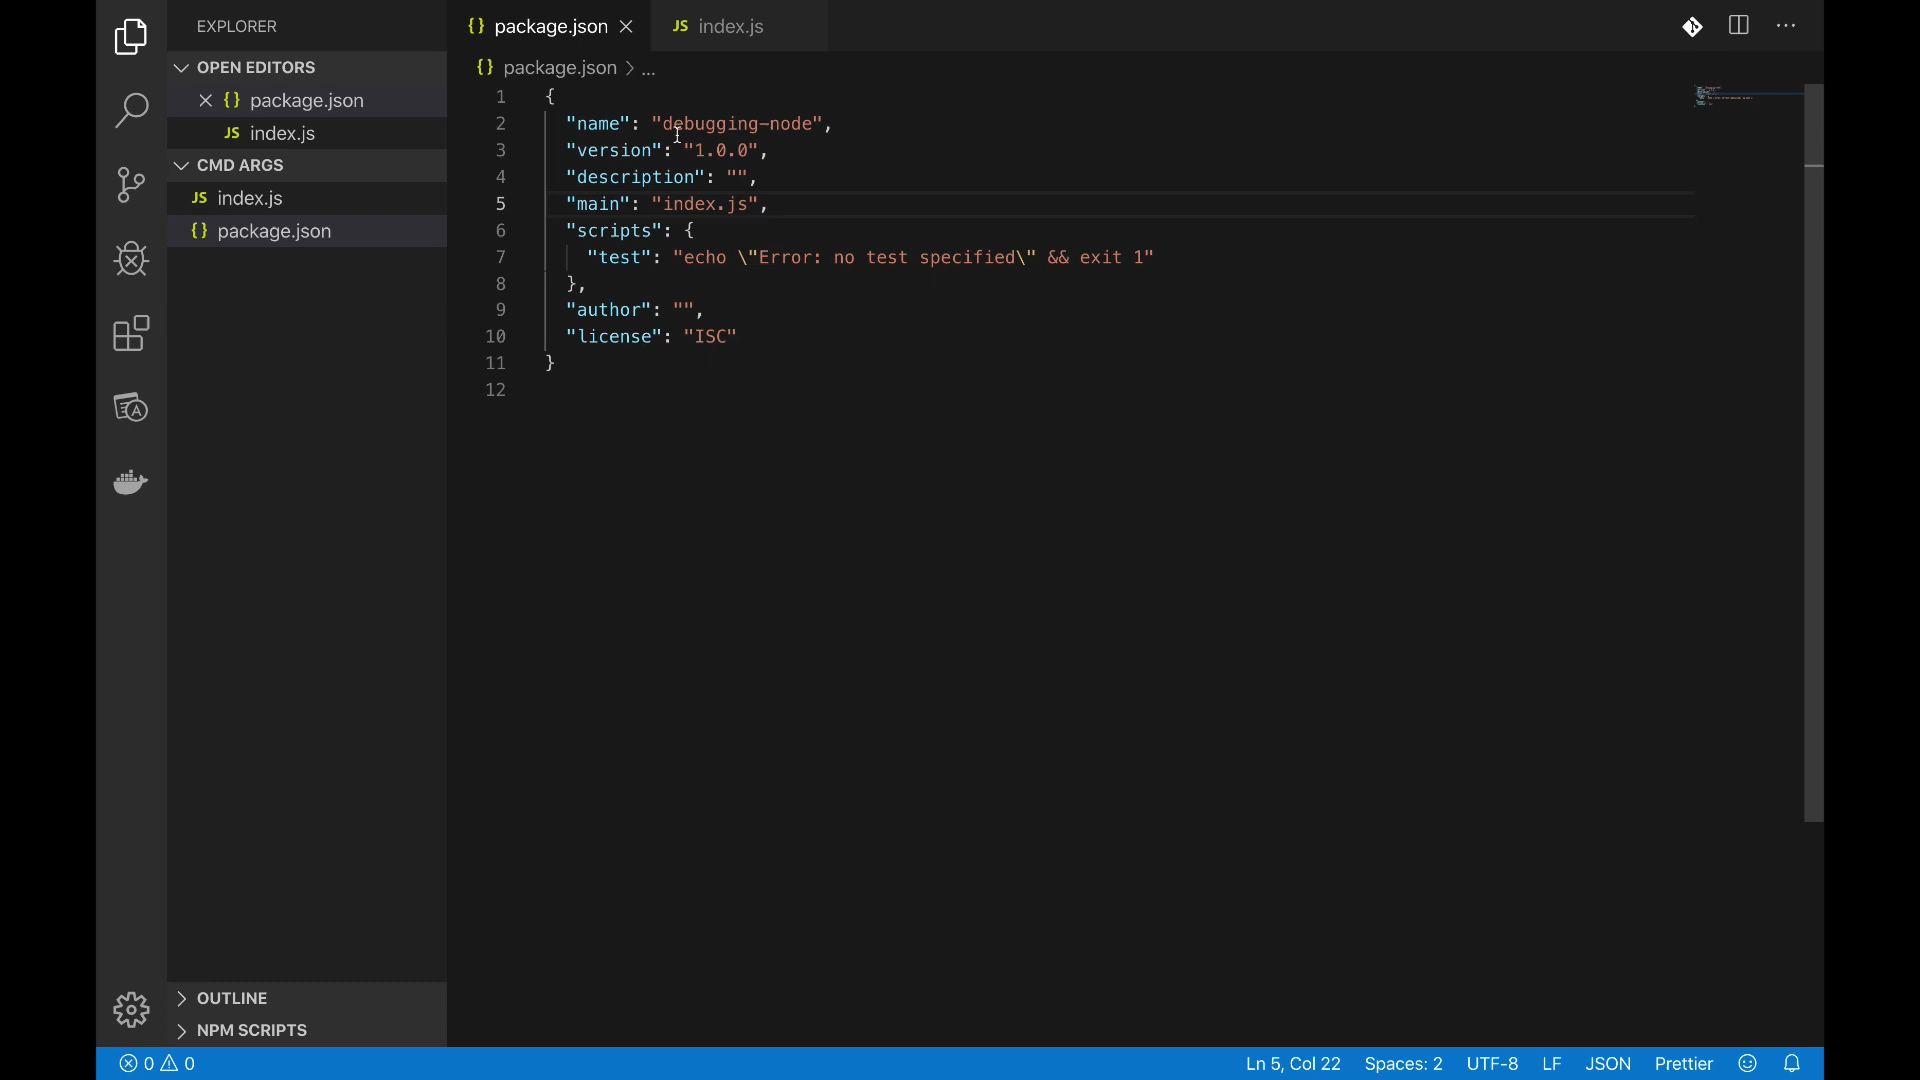 EXPLORER
OPEN EDITORS
{} package.json
JS index.js
CMD ARGS
JS index.js
{} package.json
OUTLINE
NPM SCRIPTS
{} package.json
JS index.js
{} package.json > ...
1 {
2 "name": "debugging-node",
3 "version": "1.0.0",
4 "description": "",
5 "main": "index.js",
6 "scripts": {
7 "test": "echo \"Error: no test specified\" && exit 1"
8 },
9 "author": "",
10 "license": "ISC"
11 }
12
0 0
Ln 5, Col 22 Spaces: 2 UTF-8 LF JSON Prettier